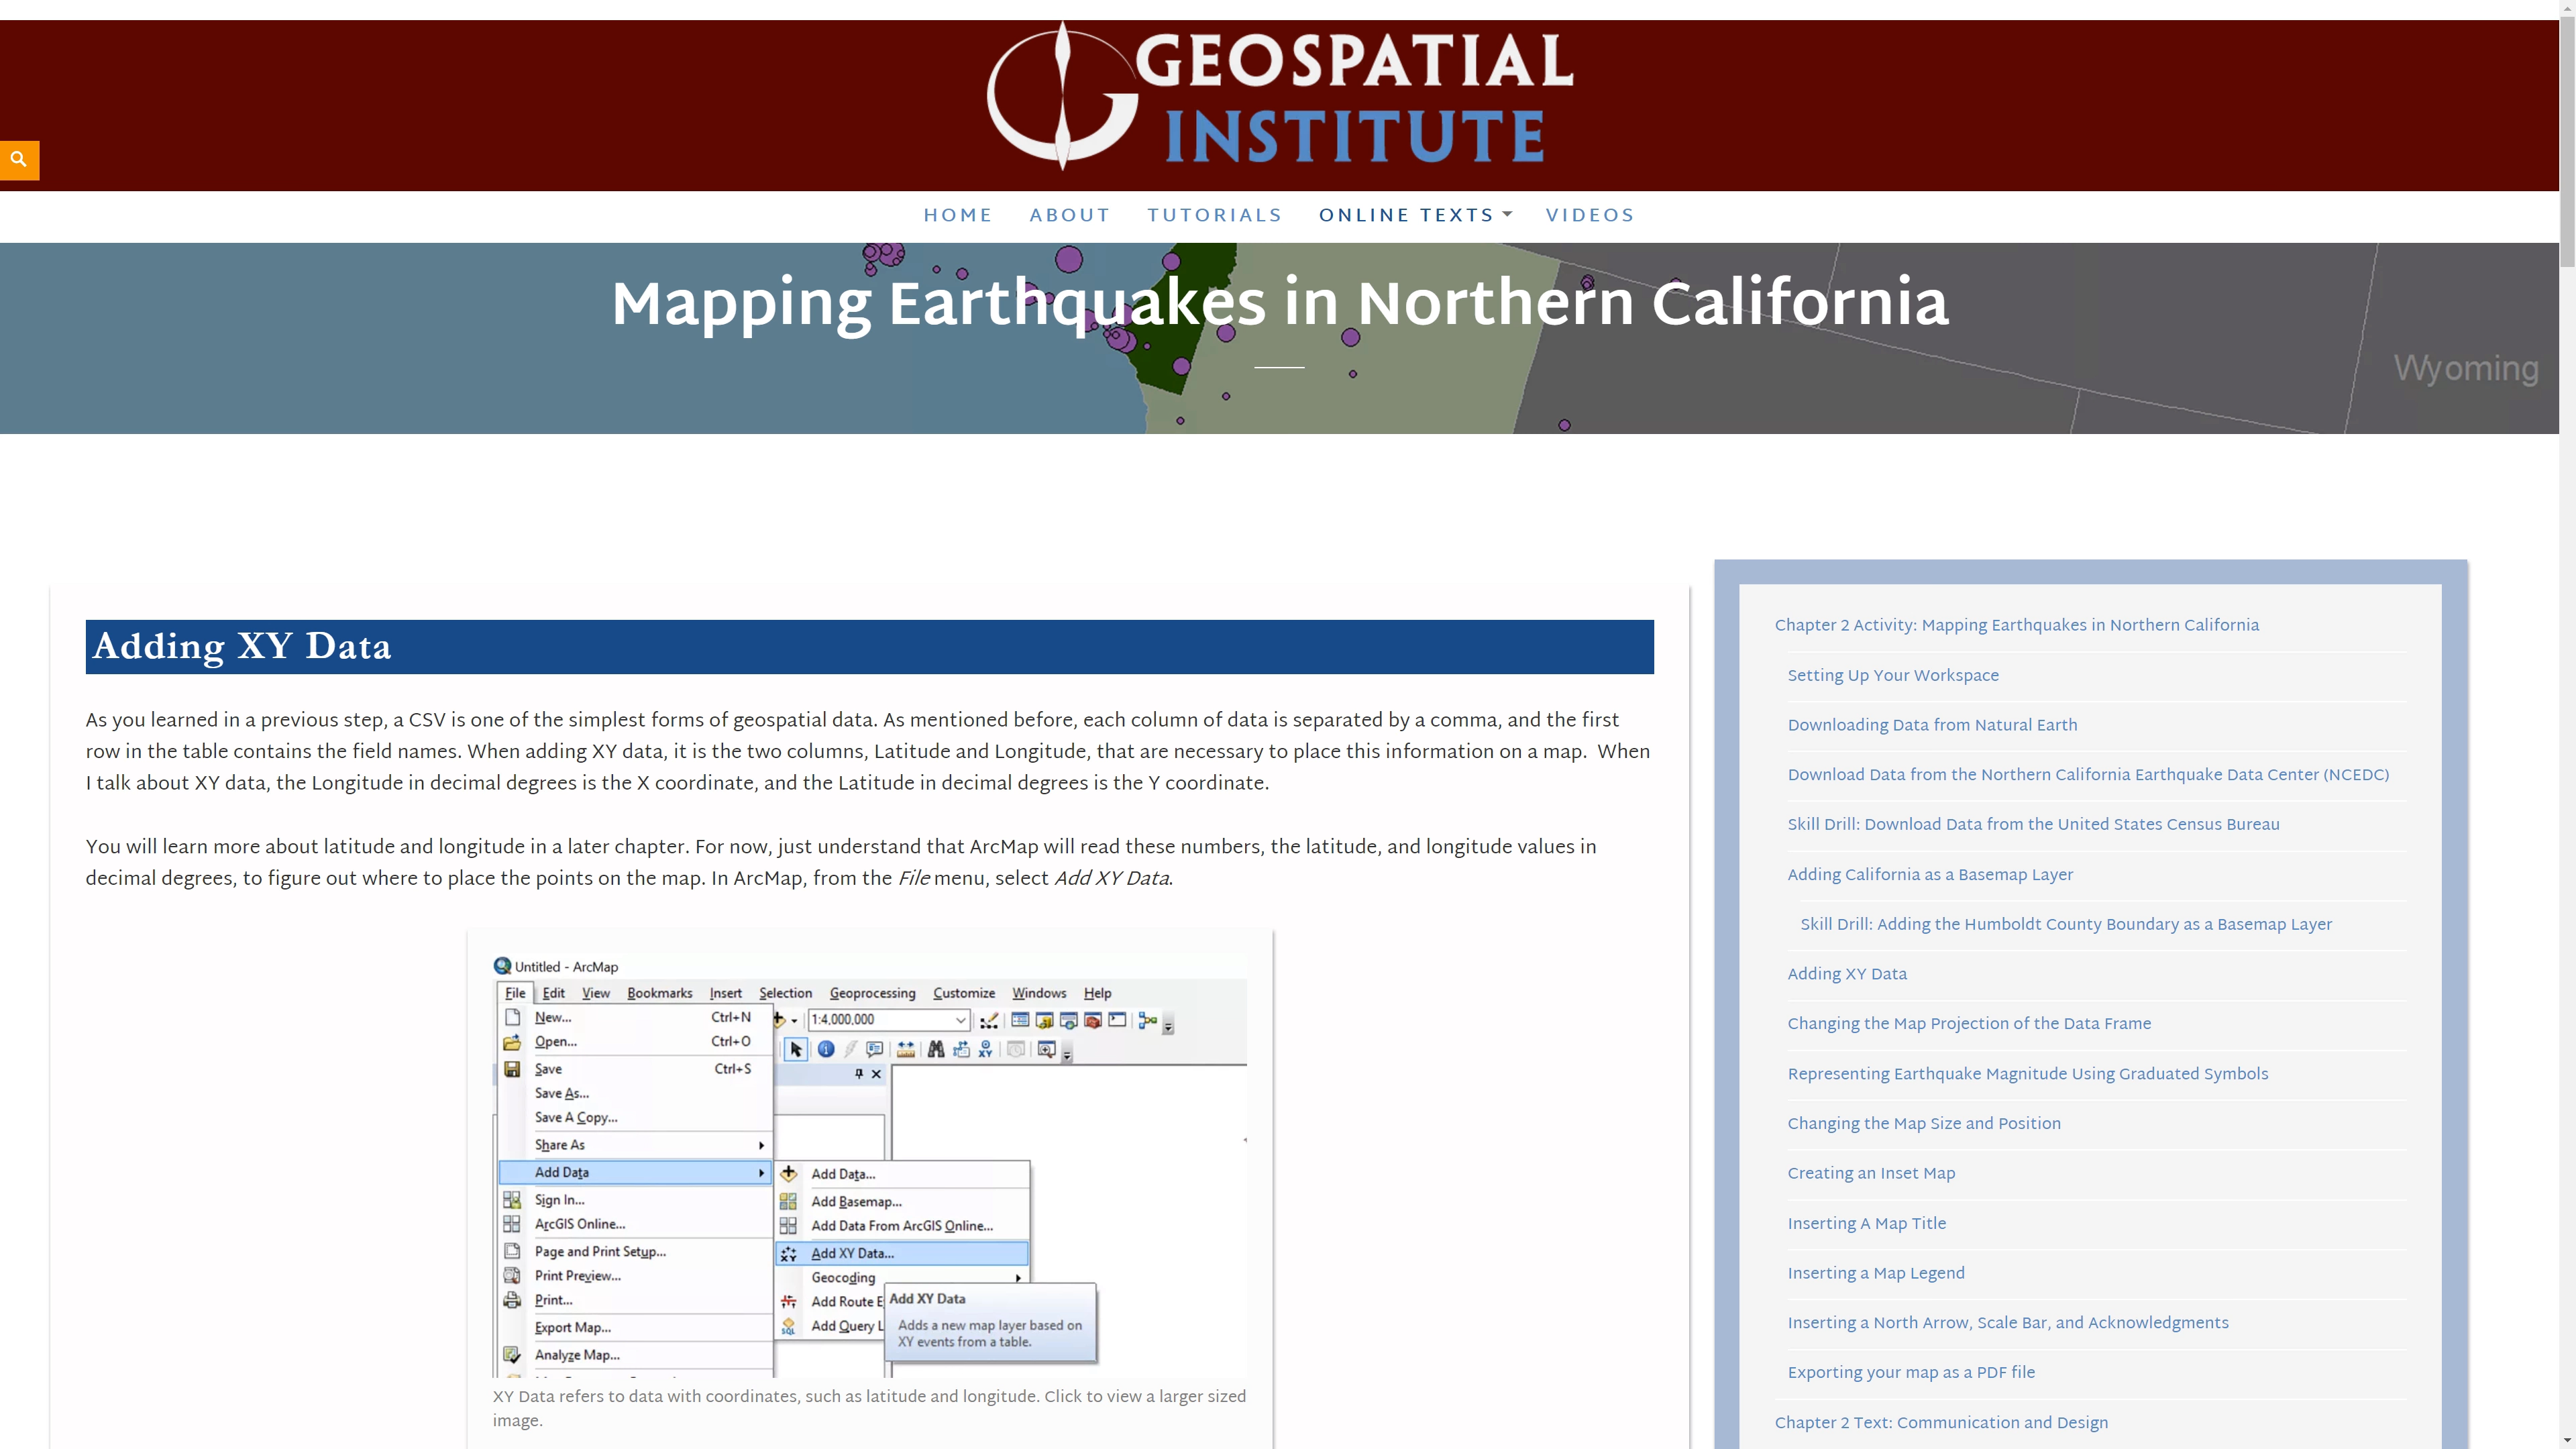 GEOSPATIAL
INSTITUTE
HOME ABOUT TUTORIALS ONLINE TEXTS VIDEOS
Mapping Earthquakes in Northern California
Wyoming
Adding XY Data
As you learned in a previous step, a CSV is one of the simplest forms of geospatial data. As mentioned before, each column of data is separated by a comma, and the first
row in the table contains the field names. When adding XY data, it is the two columns, Latitude and Longitude, that are necessary to place this information on a map. When
I talk about XY data, the Longitude in decimal degrees is the X coordinate, and the Latitude in decimal degrees is the Y coordinate.
You will learn more about latitude and longitude in a later chapter. For now, just understand that ArcMap will read these numbers, the latitude, and longitude values in
decimal degrees, to figure out where to place the points on the map. In ArcMap, from the File menu, select Add XY Data.
Untitled - ArcMap
File Edit View Bookmarks Insert Selection Geoprocessing Customize Windows Help
New... Ctrl+N
1:4,000,000
Open... Ctrl+O
XY
Save Ctrl+S
Save As...
Save A Copy...
Share As
Add Data
Sign In...
ArcGIS Online...
Page and Print Setup...
Print Preview...
Print...
Export Map...
Analyze Map...
Add Data...
Add Basemap...
Add Data From ArcGIS Online...
XY Add XY Data...
Geocoding
Add Route E
SQL Add Query L
Add XY Data
Adds a new map layer based on
XY events from a table.
XY Data refers to data with coordinates, such as latitude and longitude. Click to view a larger sized
image.
Chapter 2 Activity: Mapping Earthquakes in Northern California
Setting Up Your Workspace
Downloading Data from Natural Earth
Download Data from the Northern California Earthquake Data Center (NCEDC)
Skill Drill: Download Data from the United States Census Bureau
Adding California as a Basemap Layer
Skill Drill: Adding the Humboldt County Boundary as a Basemap Layer
Adding XY Data
Changing the Map Projection of the Data Frame
Representing Earthquake Magnitude Using Graduated Symbols
Changing the Map Size and Position
Creating an Inset Map
Inserting A Map Title
Inserting a Map Legend
Inserting a North Arrow, Scale Bar, and Acknowledgments
Exporting your map as a PDF file
Chapter 2 Text: Communication and Design